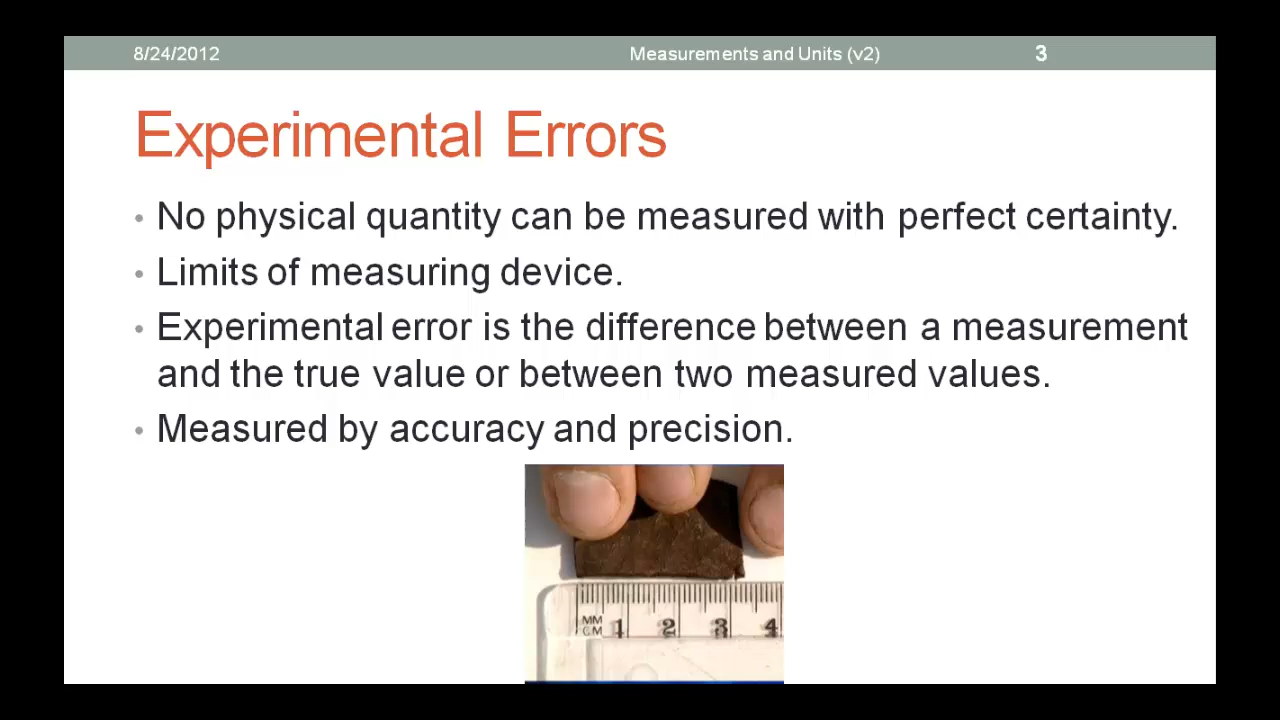 8/24/2012 Measurements and Units (v2) 3
Experimental Errors
• No physical quantity can be measured with perfect certainty.
• Limits of measuring device.
• Experimental error is the difference between a measurement
and the true value or between two measured values.
• Measured by accuracy and precision.
MM
CM 1 2 3 4